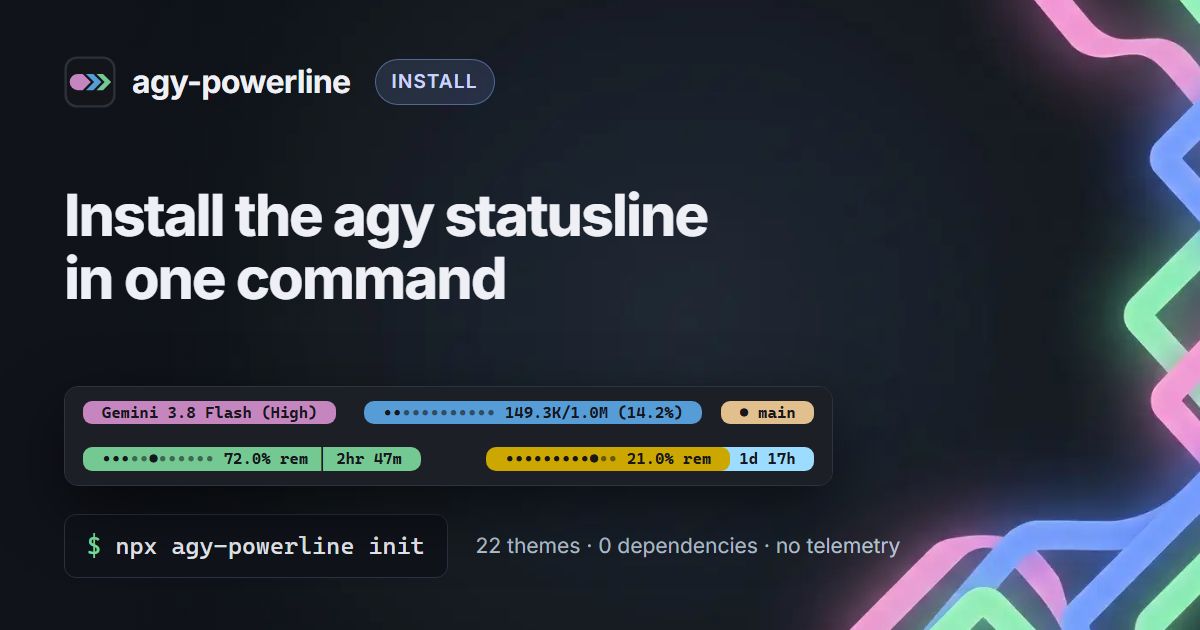 agy-powerline INSTALL
Install the agy statusline
in one command
Gemini 3.8 Flash (High) 149.3K/1.0M (14.2%) ● main
72.0% rem 2hr 47m 21.0% rem 1d 17h
$ npx agy-powerline init 22 themes · 0 dependencies · no telemetry